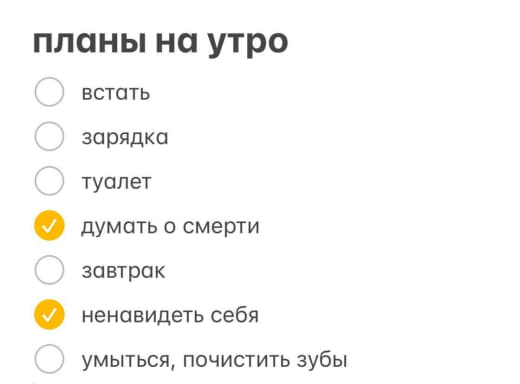 планы на утро
встать
зарядка
туалет
думать о смерти
завтрак
ненавидеть себя
умыться, почистить зубы